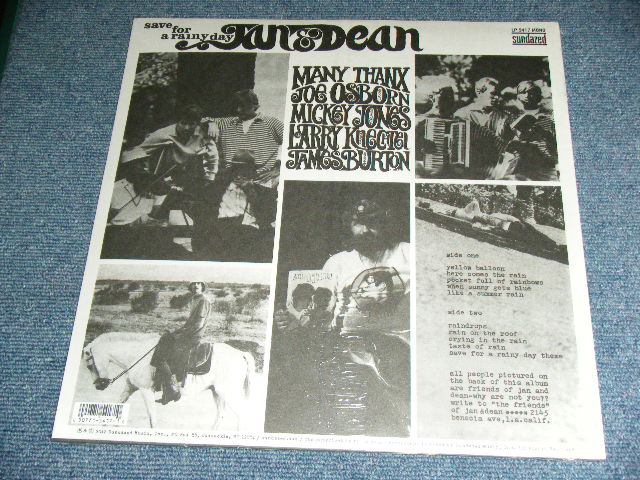 save
for
a rainy day
Jan & Dean
LP 5417 MONO
sundazed
MANY THANX
JOE OSBORN
MICKEY JONES
LARRY KNECTEL
JAMES BURTON
side one
yellow balloon
here comes the rain
pocket full of rainbows
when sunny gets blue
like a summer rain
side two
raindrops
rain on the roof
crying in the rain
taste of rain
save for a rainy day theme
all people pictured on
the back of this album
are friends of jan and
dean-why are not you??
write to "the friends"
of jan & dean ***** 2145
benecia ave, l.a. calif.